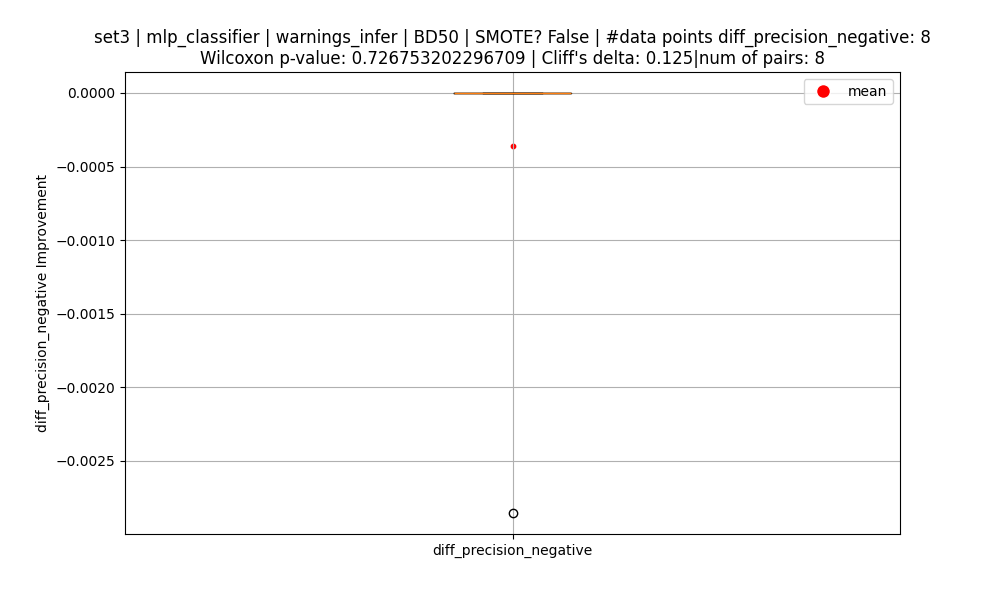 set3 | mlp_classifier | warnings_infer | BD50 | SMOTE? False | #data points diff_precision_negative: 8
Wilcoxon p-value: 0.726753202296709 | Cliff's delta: 0.125|num of pairs: 8
mean
0.0000
−0.0005
−0.0010
−0.0015
−0.0020
−0.0025
diff_precision_negative Improvement
diff_precision_negative